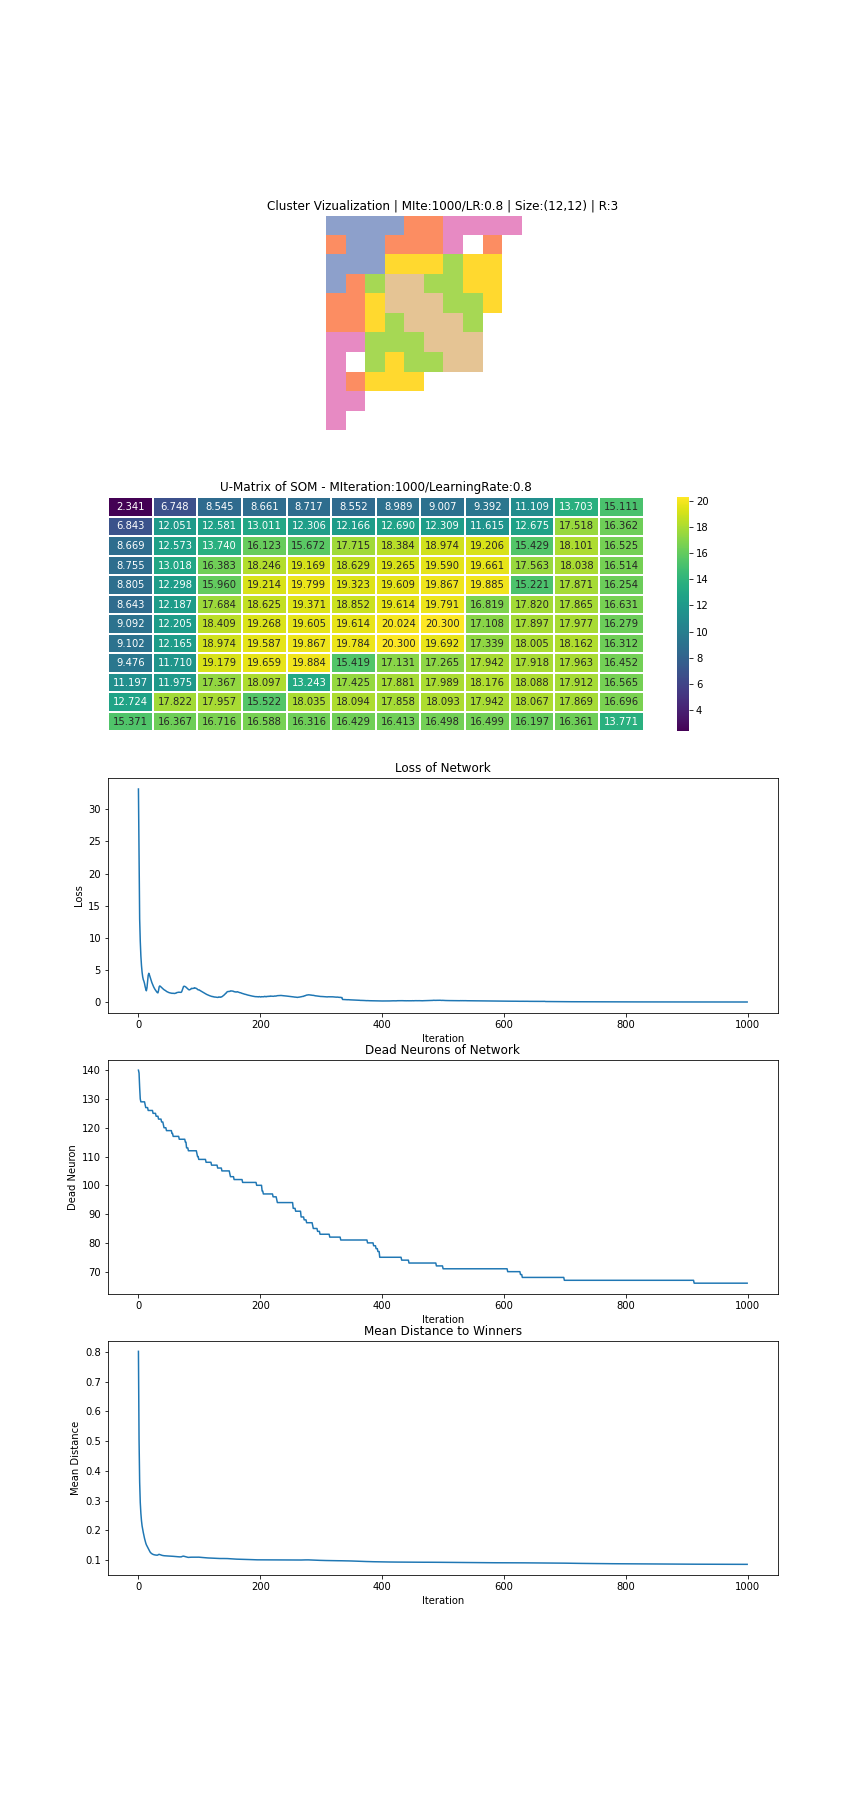 Cluster Vizualization | MIte:1000/LR:0.8 | Size:(12,12) | R:3
U-Matrix of SOM - MIteration:1000/LearningRate:0.8
2.341 6.748 8.545 8.661 8.717 8.552 8.989 9.007 9.392 11.109 13.703 15.111
6.843 12.051 12.581 13.011 12.306 12.166 12.690 12.309 11.615 12.675 17.518 16.362
8.669 12.573 13.740 16.123 15.672 17.715 18.384 18.974 19.206 15.429 18.101 16.525
8.755 13.018 16.383 18.246 19.169 18.629 19.265 19.590 19.661 17.563 18.038 16.514
8.805 12.298 15.960 19.214 19.799 19.323 19.609 19.867 19.885 15.221 17.871 16.254
8.643 12.187 17.684 18.625 19.371 18.852 19.614 19.791 16.819 17.820 17.865 16.631
9.092 12.205 18.409 19.268 19.605 19.614 20.024 20.300 17.108 17.897 17.977 16.279
9.102 12.165 18.974 19.587 19.867 19.784 20.300 19.692 17.339 18.005 18.162 16.312
9.476 11.710 19.179 19.659 19.884 15.419 17.131 17.265 17.942 17.918 17.963 16.452
11.197 11.975 17.367 18.097 13.243 17.425 17.881 17.989 18.176 18.088 17.912 16.565
12.724 17.822 17.957 15.522 18.035 18.094 17.858 18.093 17.942 18.067 17.869 16.696
15.371 16.367 16.716 16.588 16.316 16.429 16.413 16.498 16.499 16.197 16.361 13.771
20
18
16
14
12
10
8
6
4
Loss of Network
Loss
30
25
20
15
10
5
0
0 200 400 600 800 1000
Iteration
Dead Neurons of Network
Dead Neuron
140
130
120
110
100
90
80
70
0 200 400 600 800 1000
Iteration
Mean Distance to Winners
Mean Distance
0.8
0.7
0.6
0.5
0.4
0.3
0.2
0.1
0 200 400 600 800 1000
Iteration